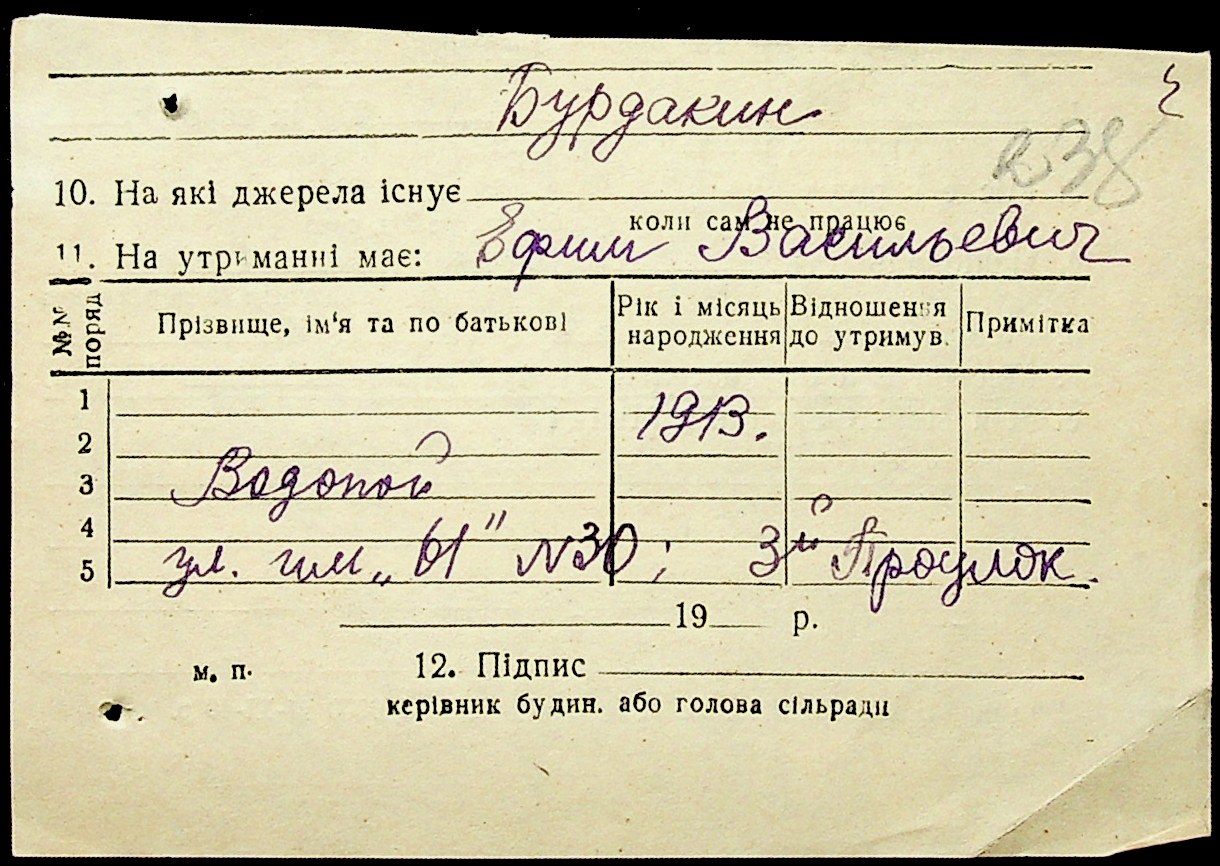 Бурдакин
238
10. На які джерела існує
коли сам не працює
11. На утриманні має: Ефим Васильевич
№№ поряд Прізвище, ім'я та по батькові Рік і місяць народження Відношення до утримув. Примітка
1 1913.
2
3 Водопой
4
5 ул. им „61" N30; 3й Проулок.
19 р.
м. п. 12. Підпис
керівник будин. або голова сільради